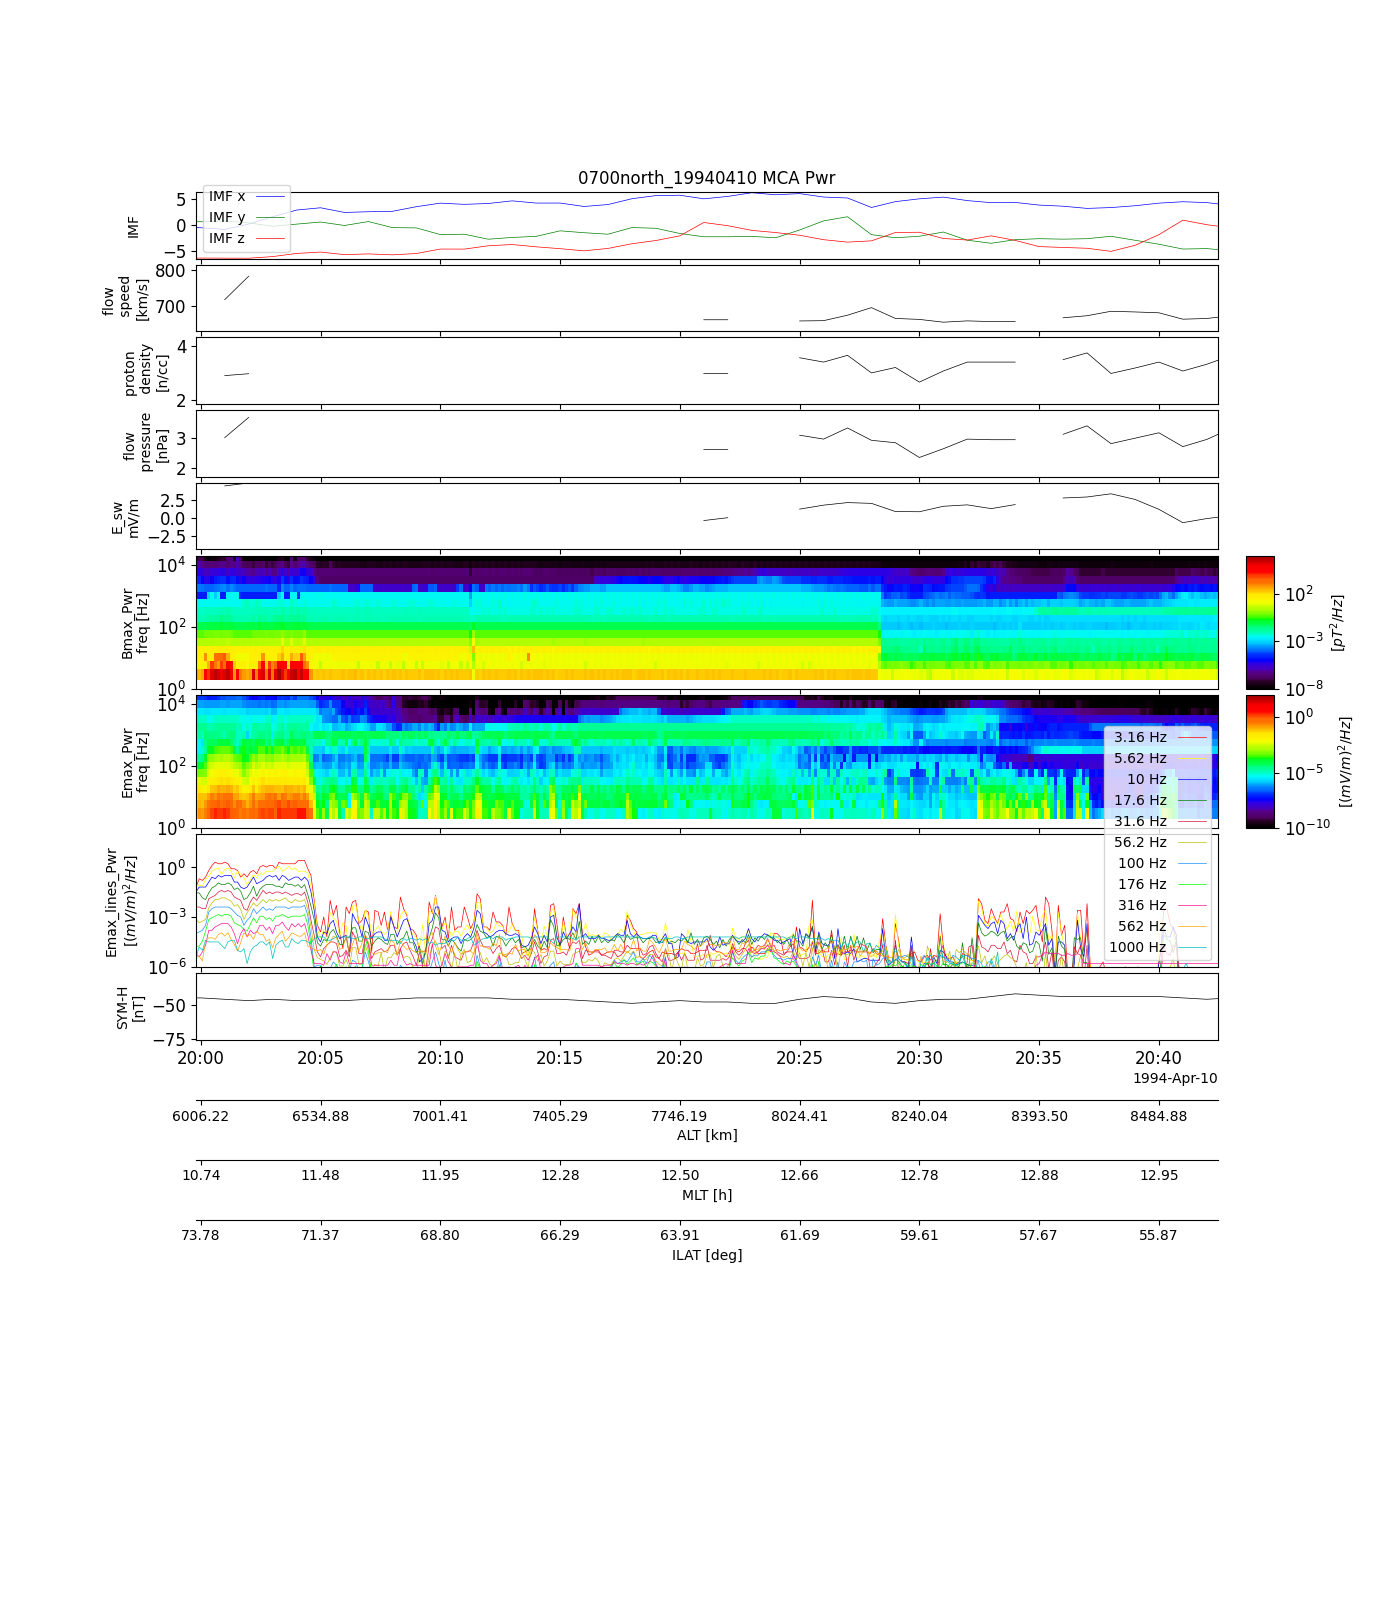 0700north_19940410 MCA Pwr
IMF
5
0
−5
IMF x
IMF y
IMF z
flow
speed
[km/s]
800
700
proton
density
[n/cc]
4
2
flow
pressure
[nPa]
3
2
E_sw
mV/m
2.5
0.0
−2.5
Bmax_Pwr
freq [Hz]
10^4
10^2
10^0
10^2
10^−3
10^−8
[pT^2/Hz]
Emax_Pwr
freq [Hz]
10^4
10^2
10^0
10^0
10^−5
10^−10
[(mV/m)^2/Hz]
3.16 Hz
5.62 Hz
10 Hz
17.6 Hz
31.6 Hz
56.2 Hz
100 Hz
176 Hz
316 Hz
562 Hz
1000 Hz
Emax_lines_Pwr
[(mV/m)^2/Hz]
10^0
10^−3
10^−6
SYM-H
[nT]
−50
−75
20:00 20:05 20:10 20:15 20:20 20:25 20:30 20:35 20:40
1994-Apr-10
6006.22 6534.88 7001.41 7405.29 7746.19 8024.41 8240.04 8393.50 8484.88
ALT [km]
10.74 11.48 11.95 12.28 12.50 12.66 12.78 12.88 12.95
MLT [h]
73.78 71.37 68.80 66.29 63.91 61.69 59.61 57.67 55.87
ILAT [deg]